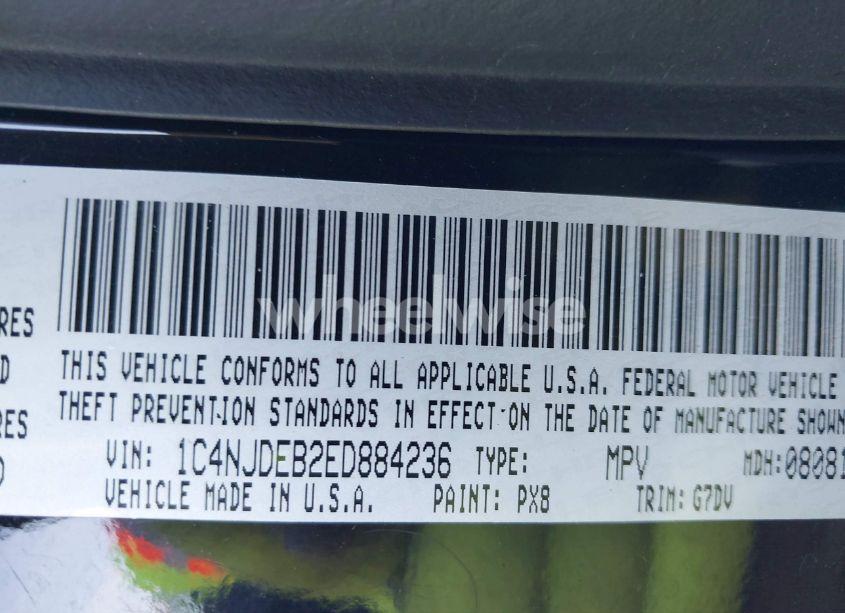 wheelwise
RES
THIS VEHICLE CONFORMS TO ALL APPLICABLE U.S.A. FEDERAL MOTOR VEHICLE
D
THEFT PREVENTION STANDARDS IN EFFECT ON THE DATE OF MANUFACTURE SHOWN
RES
VIN: 1C4NJDEB2ED884236 TYPE: MPV MDH:08081
VEHICLE MADE IN U.S.A. PAINT: PX8 TRIM: G7DV